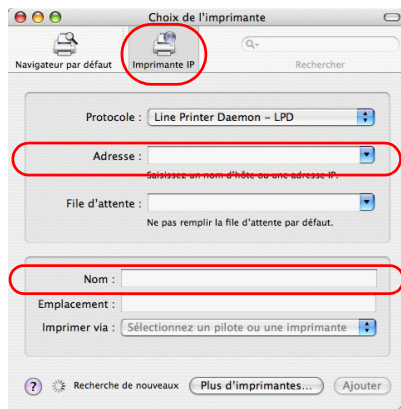 Choix de l'imprimante
Navigateur par défaut
Imprimante IP
Rechercher
Protocole : Line Printer Daemon – LPD
Adresse :
Saisissez un nom d'hôte ou une adresse IP.
File d'attente :
Ne pas remplir la file d'attente par défaut.
Nom :
Emplacement :
Imprimer via : Sélectionnez un pilote ou une imprimante
? Recherche de nouveaux Plus d'imprimantes... Ajouter